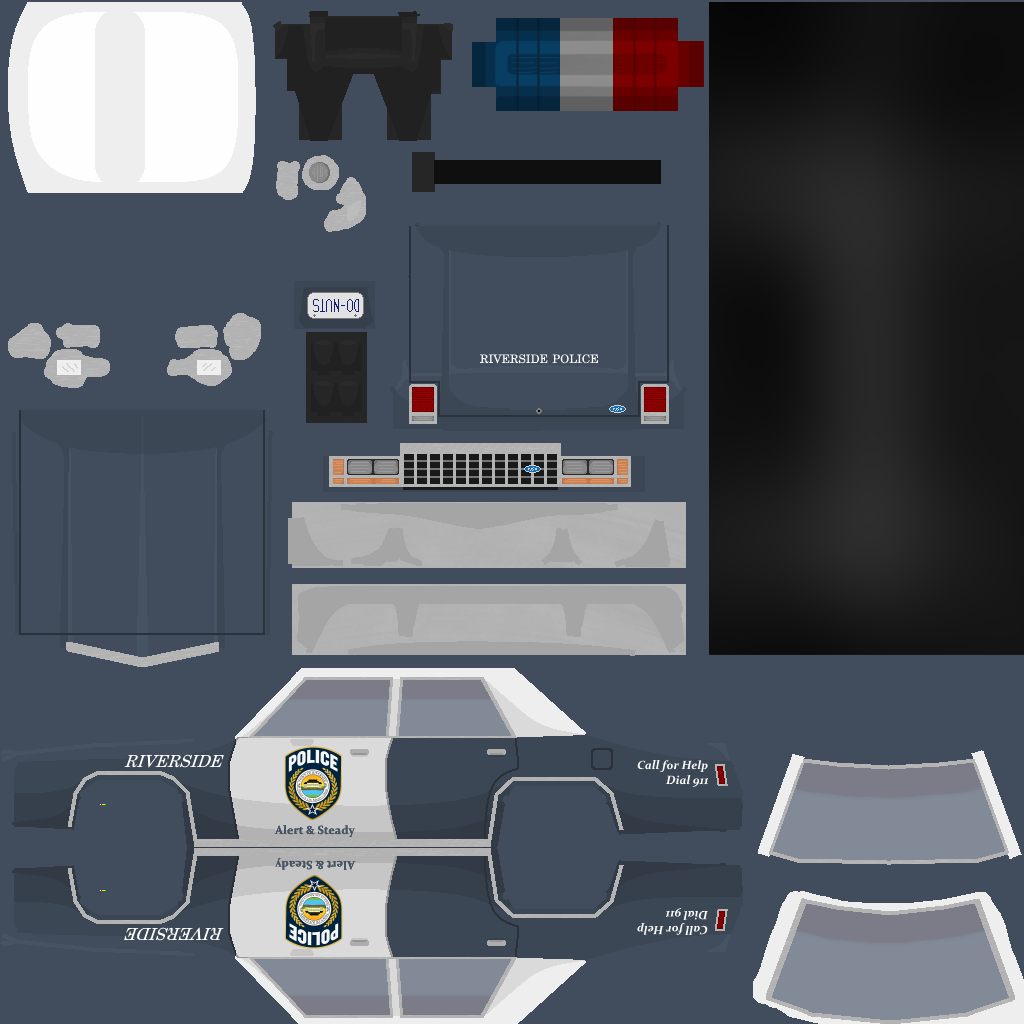 DO-NUTS
RIVERSIDE POLICE
RIVERSIDE
POLICE
Alert & Steady
Call for Help
Dial 911
Alert & Steady
POLICE
RIVERSIDE
Dial 911
Call for Help